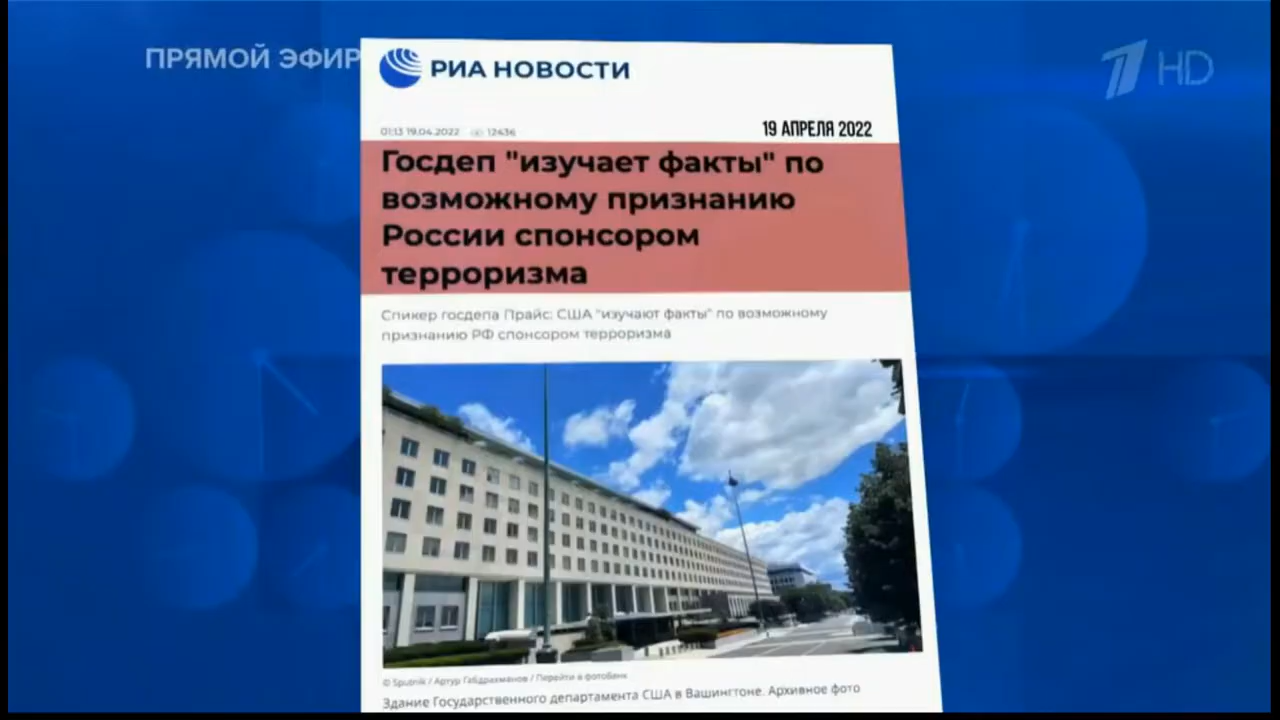 ПРЯМОЙ ЭФИР
1 HD
РИА НОВОСТИ
01:13 19.04.2022 12436
19 АПРЕЛЯ 2022
Госдеп "изучает факты" по
возможному признанию
России спонсором
терроризма
Спикер госдепа Прайс: США "изучают факты" по возможному
признанию РФ спонсором терроризма
© Sputnik / Артур Габдрахманов / Перейти в фотобанк
Здание Государственного департамента США в Вашингтоне. Архивное фото